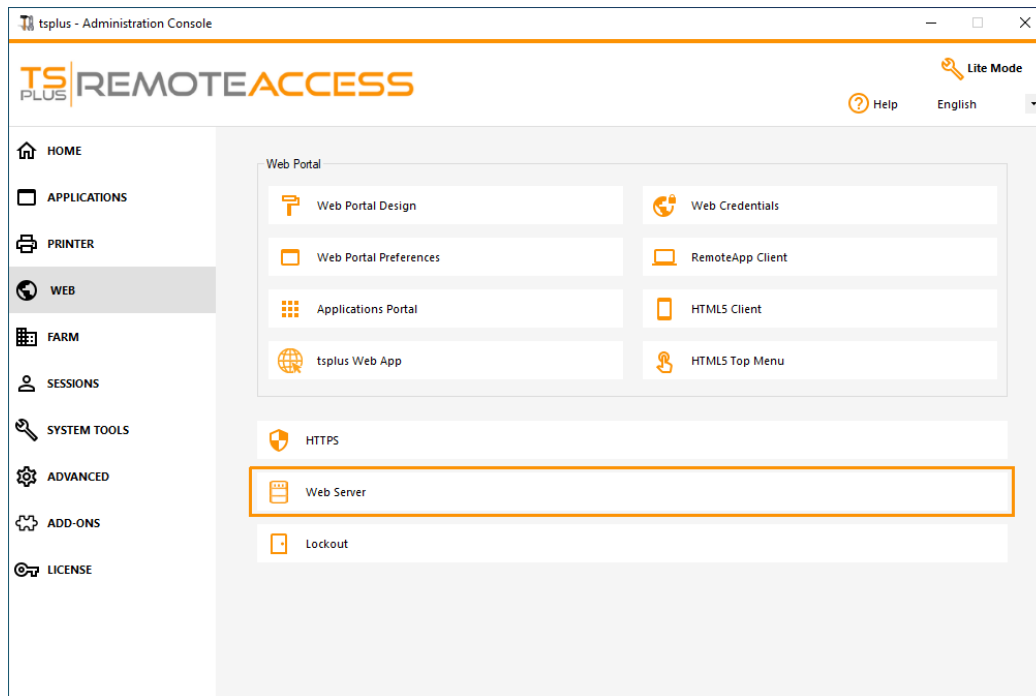 tsplus - Administration Console
TS PLUS REMOTEACCESS
Lite Mode
Help
English
HOME
APPLICATIONS
PRINTER
WEB
FARM
SESSIONS
SYSTEM TOOLS
ADVANCED
ADD-ONS
LICENSE
Web Portal
Web Portal Design
Web Credentials
Web Portal Preferences
RemoteApp Client
Applications Portal
HTML5 Client
tsplus Web App
HTML5 Top Menu
HTTPS
Web Server
Lockout